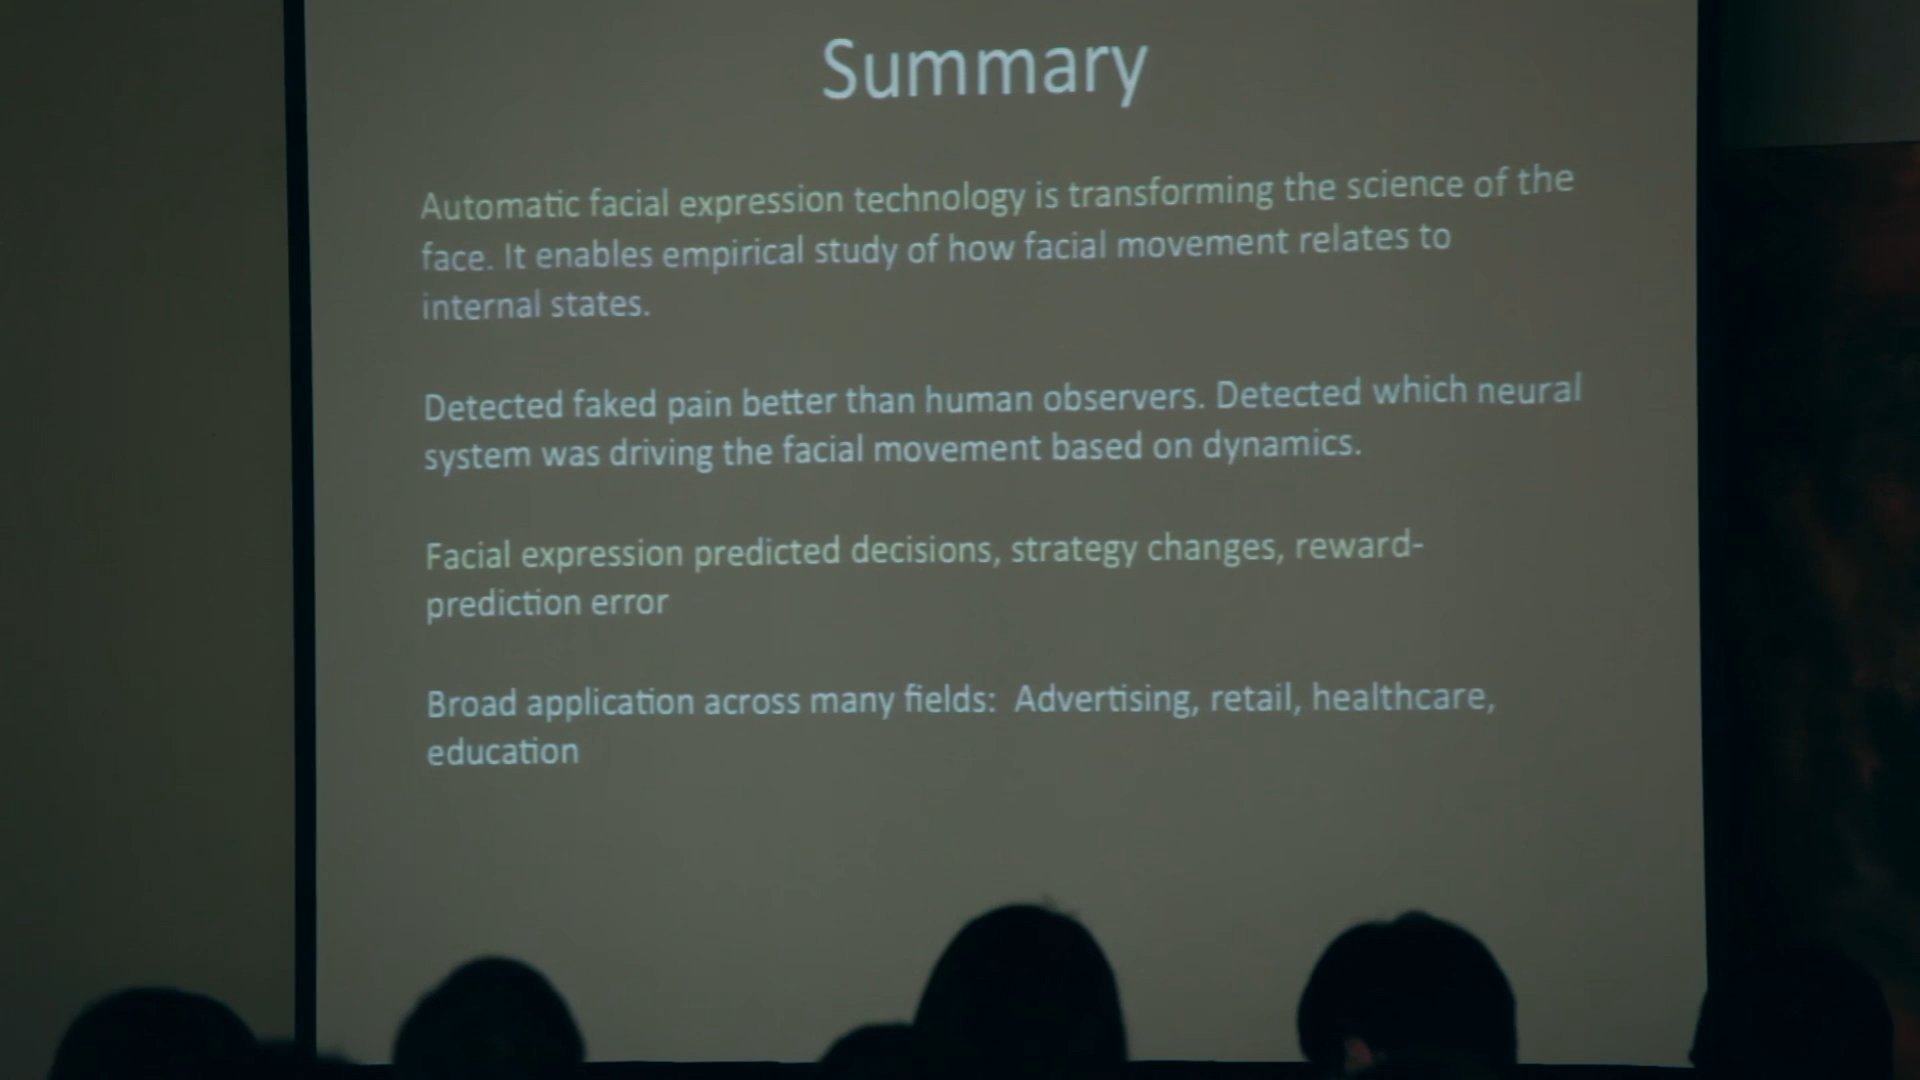 Summary
Automatic facial expression technology is transforming the science of the
face. It enables empirical study of how facial movement relates to
internal states.
Detected faked pain better than human observers. Detected which neural
system was driving the facial movement based on dynamics.
Facial expression predicted decisions, strategy changes, reward-
prediction error
Broad application across many fields: Advertising, retail, healthcare,
education